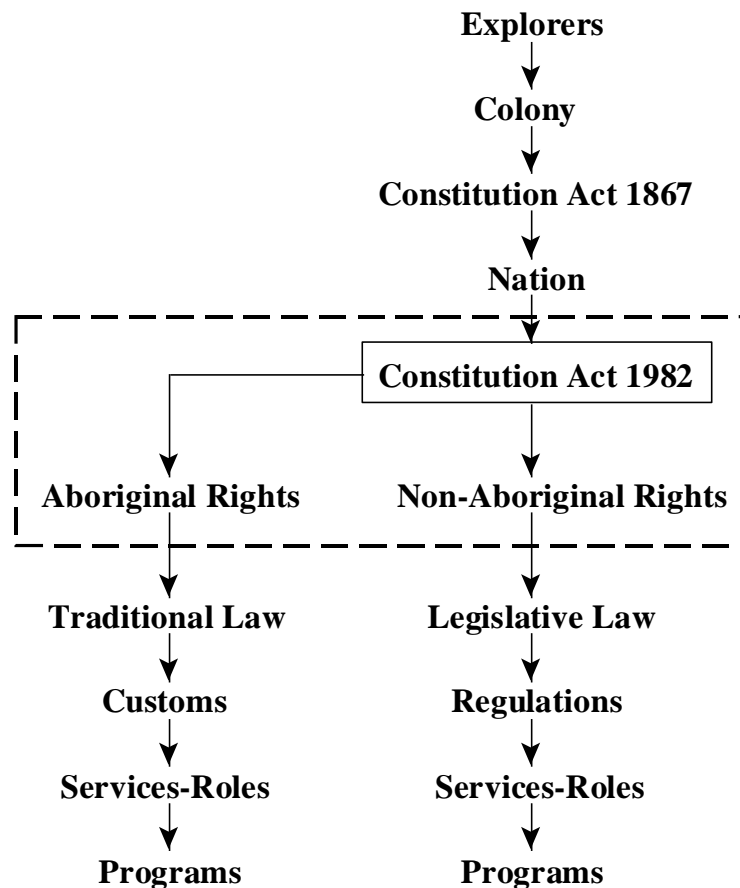 Explorers
Colony
Constitution Act 1867
Nation
Constitution Act 1982
Aboriginal Rights
Non-Aboriginal Rights
Traditional Law
Legislative Law
Customs
Regulations
Services-Roles
Services-Roles
Programs
Programs